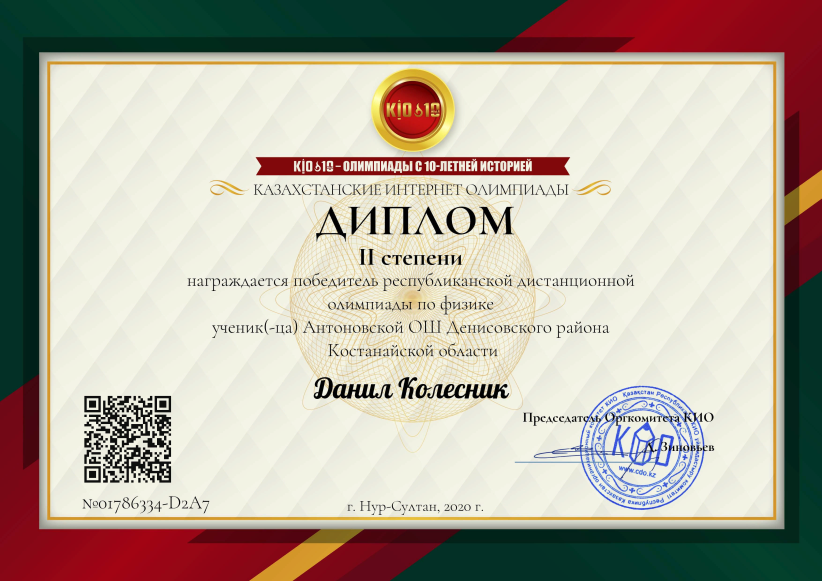 KIO 10
KIO 10 – ОЛИМПИАДЫ С 10-ЛЕТНЕЙ ИСТОРИЕЙ
КАЗАХСТАНСКИЕ ИНТЕРНЕТ ОЛИМПИАДЫ
ДИПЛОМ
II степени
награждается победитель республиканской дистанционной
олимпиады по физике
ученик(-ца) Антоновской ОШ Денисовского района
Костанайской области
Данил Колесник
Председатель Оргкомитета КИО
Д. Зиновьев
КИО
www.cdo.kz
№01786334-D2A7
г. Нур-Султан, 2020 г.